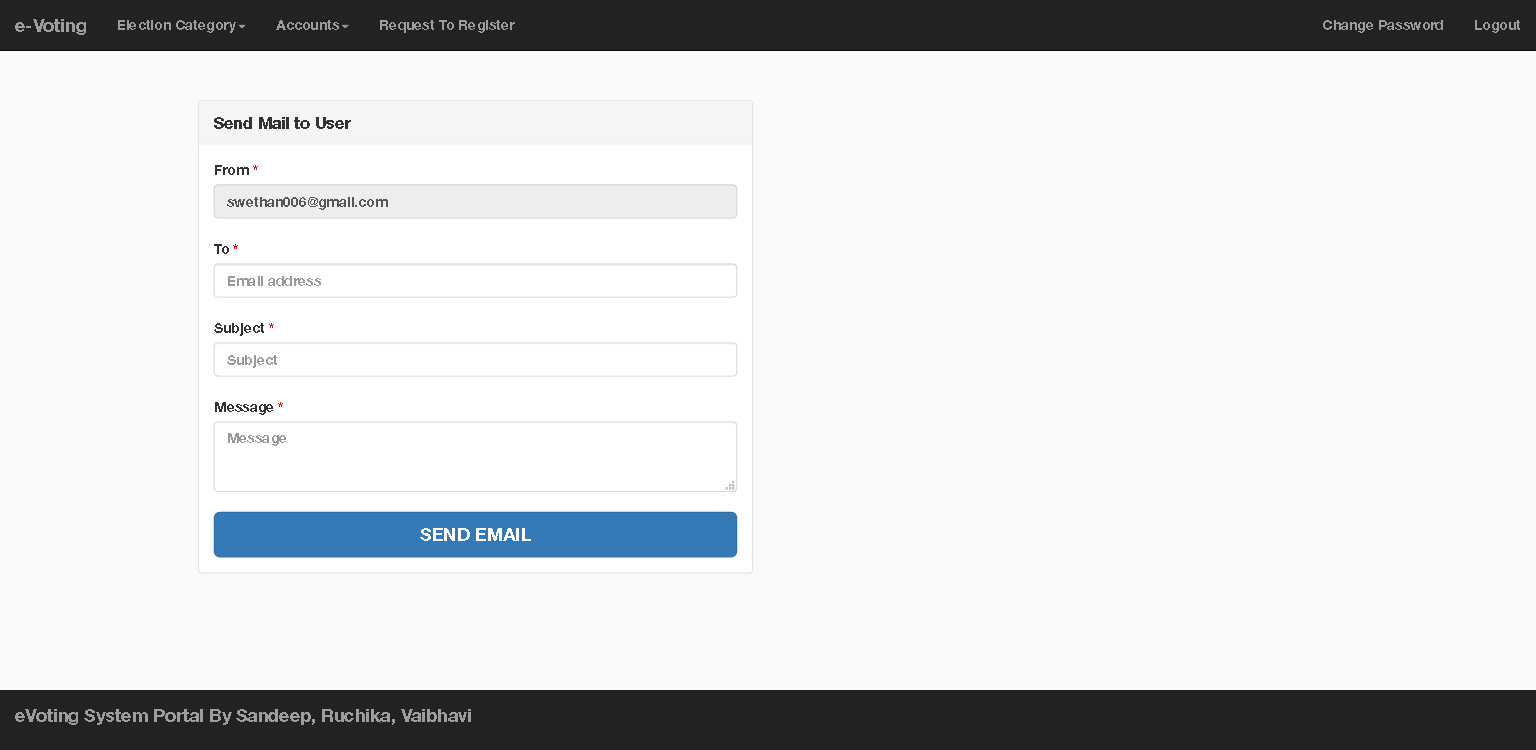 e-Voting Election Category Accounts Request To Register Change Password Logout
Send Mail to User
From *
swethan006@gmail.com
To *
Email address
Subject *
Subject
Message *
Message
SEND EMAIL
eVoting System Portal By Sandeep, Ruchika, Vaibhavi